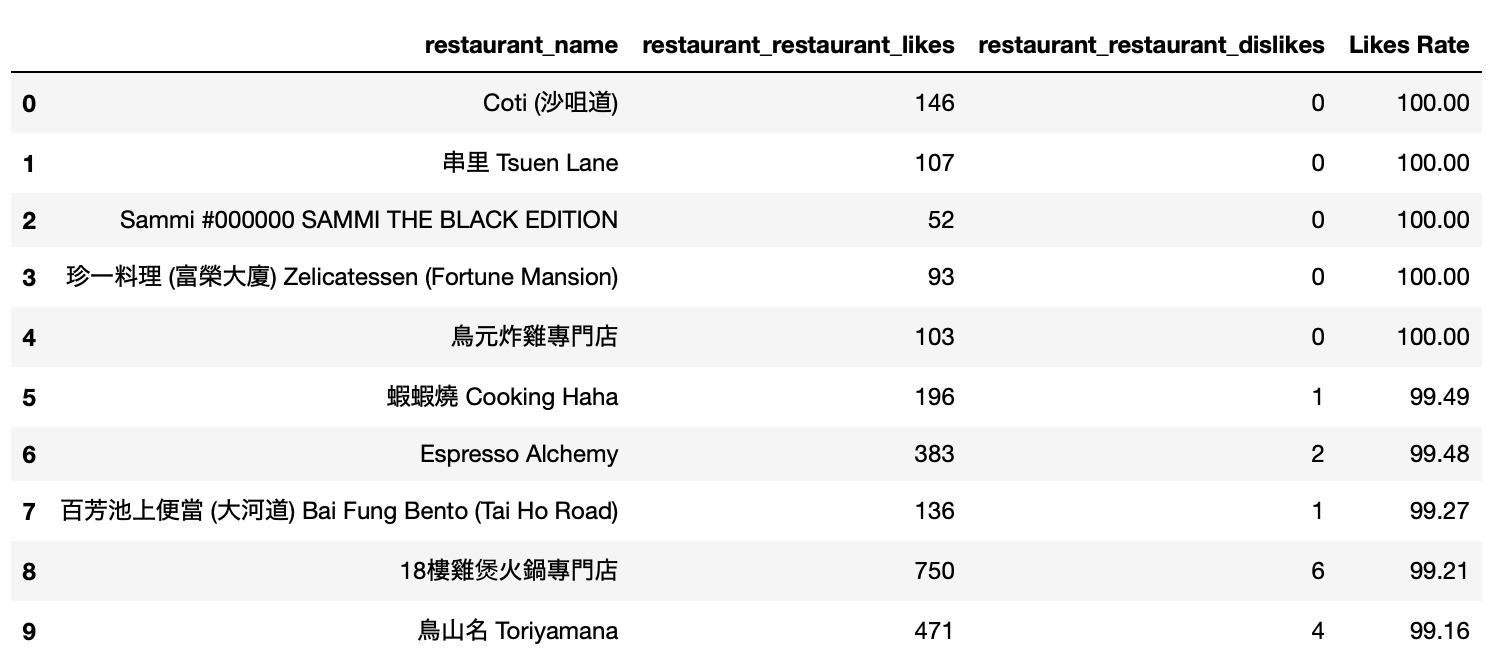 restaurant_name restaurant_restaurant_likes restaurant_restaurant_dislikes Likes Rate
0 Coti (沙咀道) 146 0 100.00
1 串里 Tsuen Lane 107 0 100.00
2 Sammi #000000 SAMMI THE BLACK EDITION 52 0 100.00
3 珍一料理 (富榮大廈) Zelicatessen (Fortune Mansion) 93 0 100.00
4 鳥元炸雞專門店 103 0 100.00
5 蝦蝦燒 Cooking Haha 196 1 99.49
6 Espresso Alchemy 383 2 99.48
7 百芳池上便當 (大河道) Bai Fung Bento (Tai Ho Road) 136 1 99.27
8 18樓雞煲火鍋專門店 750 6 99.21
9 鳥山名 Toriyamana 471 4 99.16